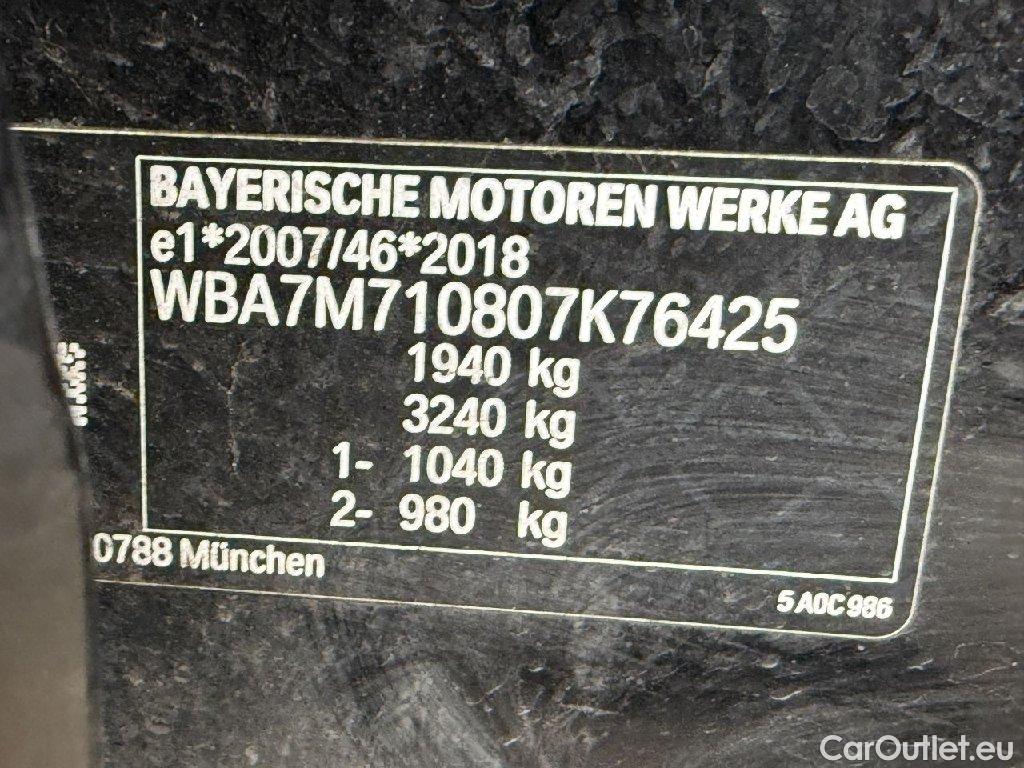 BAYERISCHE MOTOREN WERKE AG
e1*2007/46*2018
WBA7M710807K76425
1940 kg
3240 kg
1- 1040 kg
2- 980 kg
0788 München
5 A0C 986
CarOutlet.eu